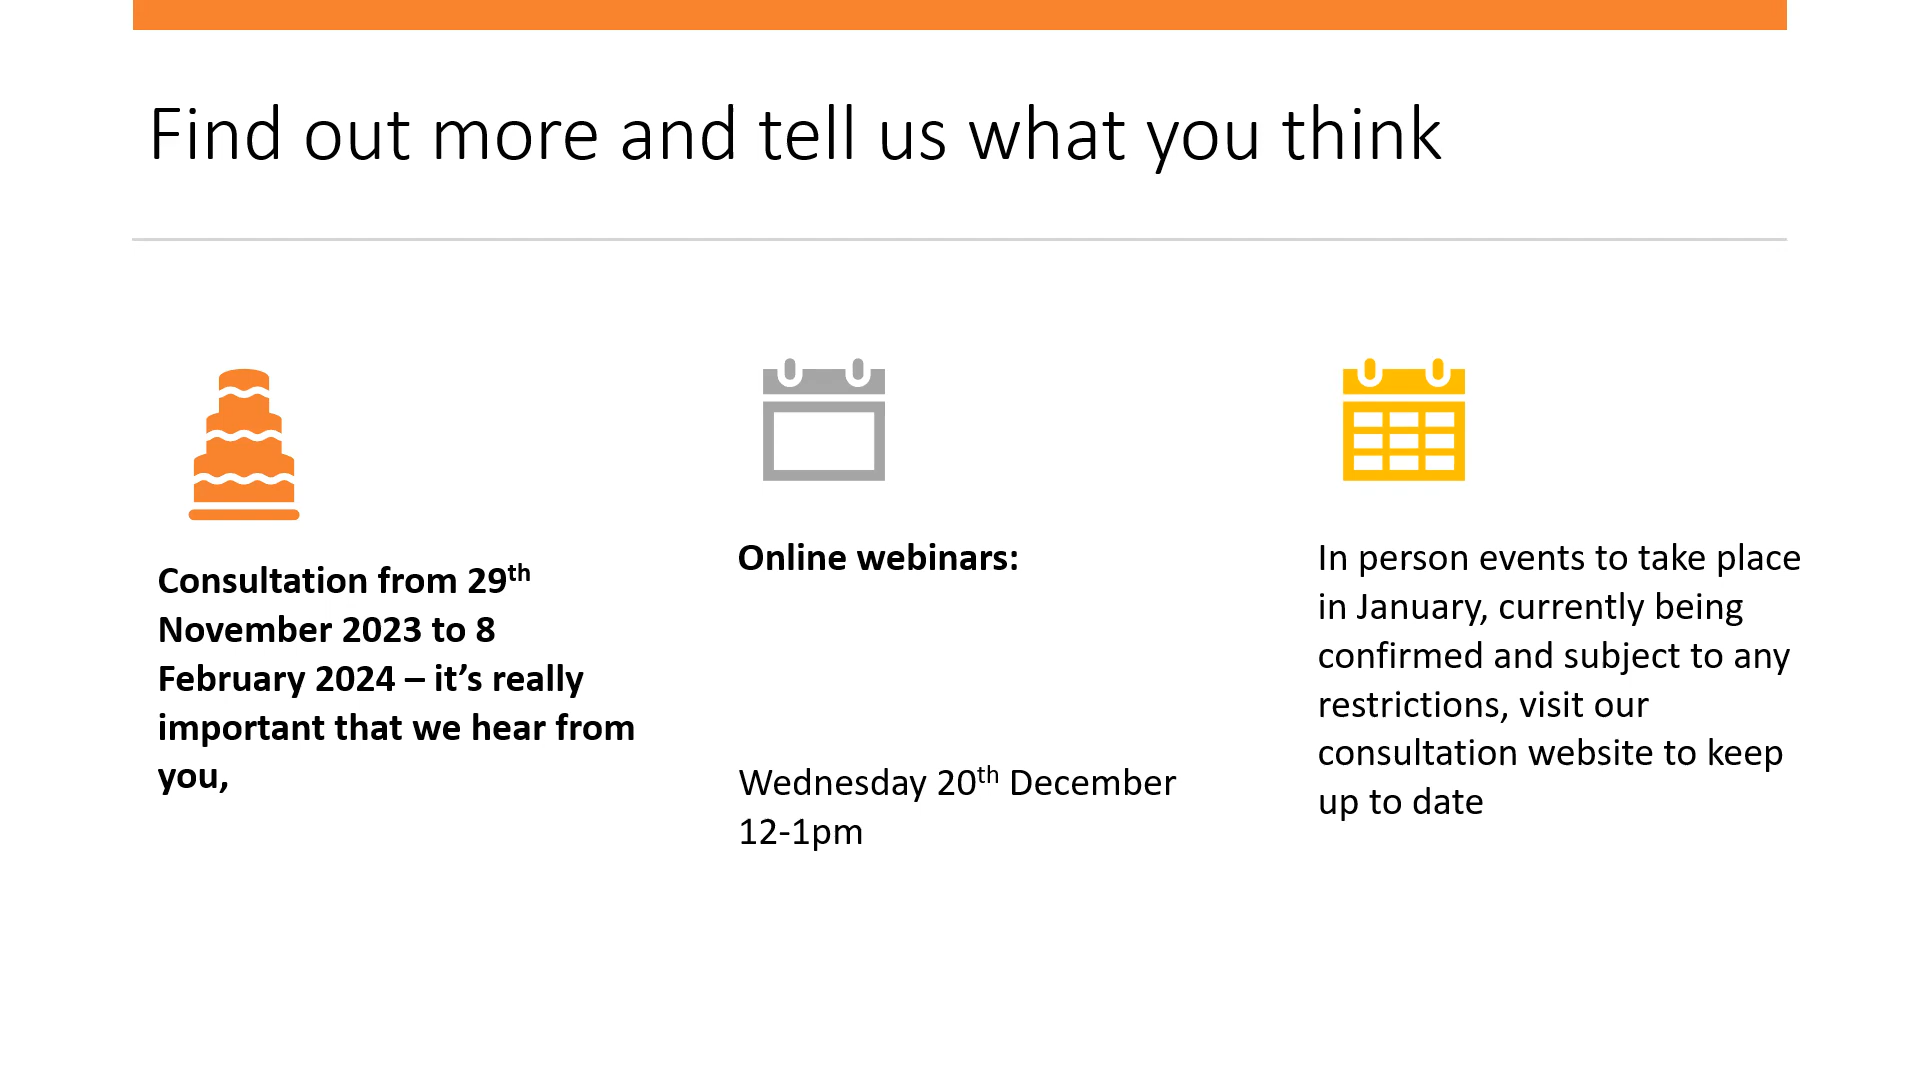 Find out more and tell us what you think
Consultation from 29th
November 2023 to 8
February 2024 – it’s really
important that we hear from
you,
Online webinars:
Wednesday 20th December
12-1pm
In person events to take place
in January, currently being
confirmed and subject to any
restrictions, visit our
consultation website to keep
up to date